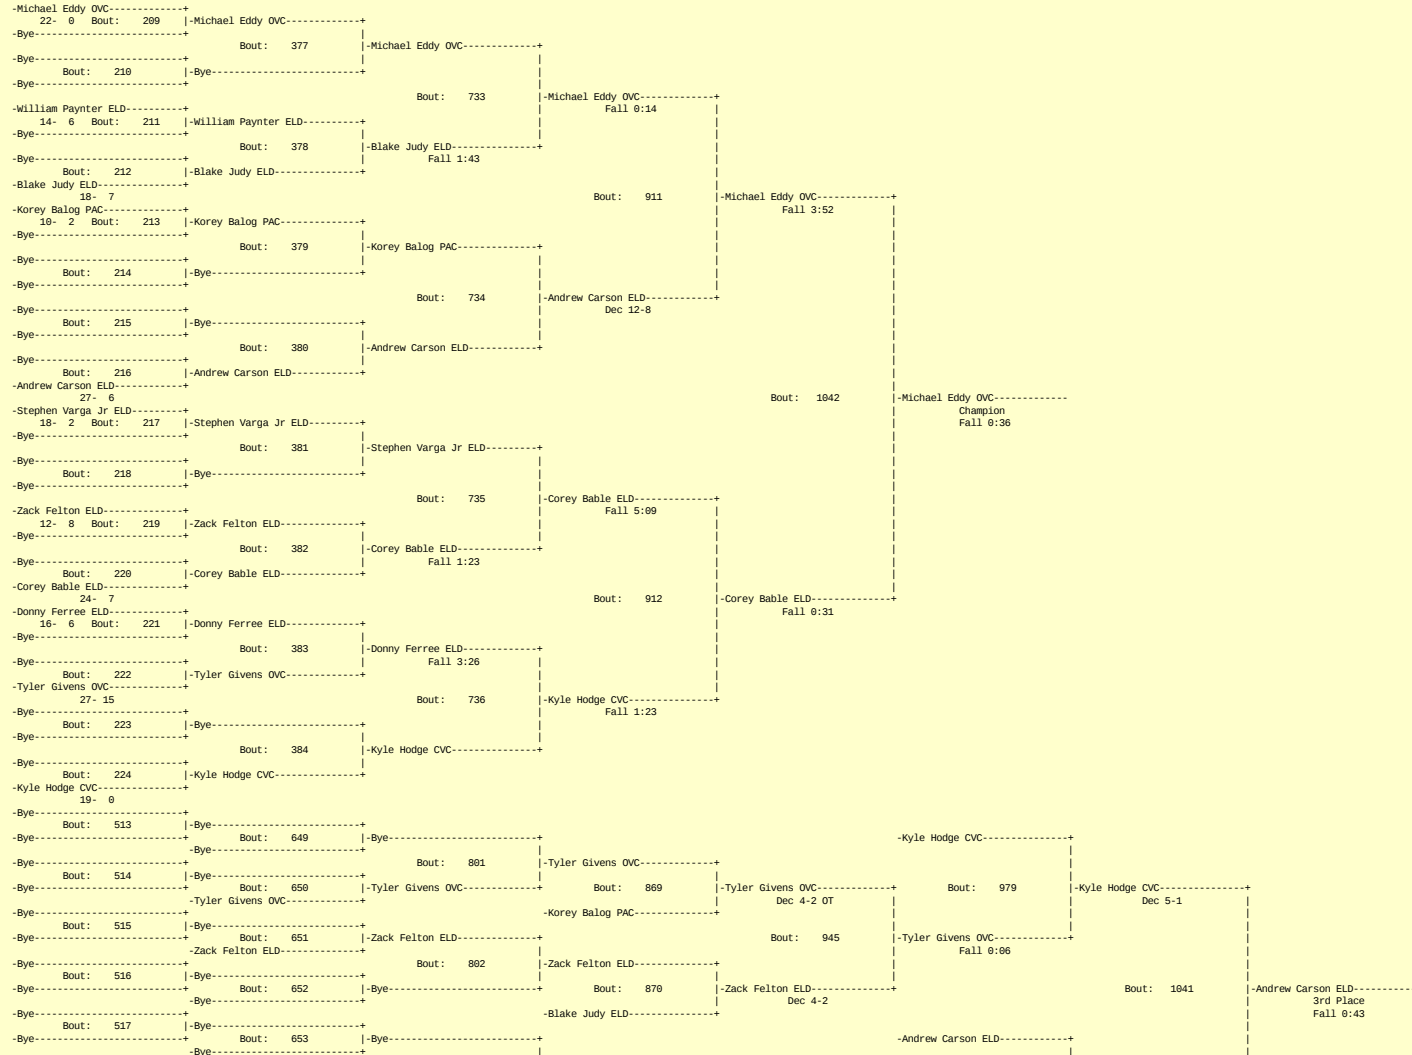 -Michael Eddy OVC-------------+
22- 0 Bout: 209 |-Michael Eddy OVC-------------+
-Bye--------------------------+ |
Bout: 377 |-Michael Eddy OVC-------------+
-Bye--------------------------+ | |
Bout: 210 |-Bye--------------------------+ |
-Bye--------------------------+ |
Bout: 733 |-Michael Eddy OVC-------------+
-William Paynter ELD----------+ | Fall 0:14 |
14- 6 Bout: 211 |-William Paynter ELD----------+ | |
-Bye--------------------------+ | | |
Bout: 378 |-Blake Judy ELD---------------+ |
-Bye--------------------------+ | Fall 1:43 |
Bout: 212 |-Blake Judy ELD---------------+ |
-Blake Judy ELD---------------+ |
18- 7 Bout: 911 |-Michael Eddy OVC-------------+
-Korey Balog PAC--------------+ | Fall 3:52 |
10- 2 Bout: 213 |-Korey Balog PAC--------------+ | |
-Bye--------------------------+ | | |
Bout: 379 |-Korey Balog PAC--------------+ | |
-Bye--------------------------+ | | | |
Bout: 214 |-Bye--------------------------+ | | |
-Bye--------------------------+ | | |
Bout: 734 |-Andrew Carson ELD------------+ |
-Bye--------------------------+ | Dec 12-8 |
Bout: 215 |-Bye--------------------------+ | |
-Bye--------------------------+ | | |
Bout: 380 |-Andrew Carson ELD------------+ |
-Bye--------------------------+ | |
Bout: 216 |-Andrew Carson ELD------------+ |
-Andrew Carson ELD------------+ |
27- 6 Bout: 1042 |-Michael Eddy OVC-------------
-Stephen Varga Jr ELD---------+ | Champion
18- 2 Bout: 217 |-Stephen Varga Jr ELD---------+ | Fall 0:36
-Bye--------------------------+ | |
Bout: 381 |-Stephen Varga Jr ELD---------+ |
-Bye--------------------------+ | | |
Bout: 218 |-Bye--------------------------+ | |
-Bye--------------------------+ | |
Bout: 735 |-Corey Bable ELD--------------+ |
-Zack Felton ELD--------------+ | Fall 5:09 | |
12- 8 Bout: 219 |-Zack Felton ELD--------------+ | | |
-Bye--------------------------+ | | | |
Bout: 382 |-Corey Bable ELD--------------+ | |
-Bye--------------------------+ | Fall 1:23 | |
Bout: 220 |-Corey Bable ELD--------------+ | |
-Corey Bable ELD--------------+ | |
24- 7 Bout: 912 |-Corey Bable ELD--------------+
-Donny Ferree ELD-------------+ | Fall 0:31
16- 6 Bout: 221 |-Donny Ferree ELD-------------+ |
-Bye--------------------------+ | |
Bout: 383 |-Donny Ferree ELD-------------+ |
-Bye--------------------------+ | Fall 3:26 | |
Bout: 222 |-Tyler Givens OVC-------------+ | |
-Tyler Givens OVC-------------+ | |
27- 15 Bout: 736 |-Kyle Hodge CVC---------------+
-Bye--------------------------+ | Fall 1:23
Bout: 223 |-Bye--------------------------+ |
-Bye--------------------------+ | |
Bout: 384 |-Kyle Hodge CVC---------------+
-Bye--------------------------+ |
Bout: 224 |-Kyle Hodge CVC---------------+
-Kyle Hodge CVC---------------+
19- 0
-Bye--------------------------+
Bout: 513 |-Bye--------------------------+
-Bye--------------------------+ Bout: 649 |-Bye--------------------------+ -Kyle Hodge CVC---------------+
-Bye--------------------------+ | |
-Bye--------------------------+ Bout: 801 |-Tyler Givens OVC-------------+ |
Bout: 514 |-Bye--------------------------+ | | |
-Bye--------------------------+ Bout: 650 |-Tyler Givens OVC-------------+ Bout: 869 |-Tyler Givens OVC-------------+ Bout: 979 |-Kyle Hodge CVC---------------+
-Tyler Givens OVC-------------+ | Dec 4-2 OT | | Dec 5-1 |
-Bye--------------------------+ -Korey Balog PAC--------------+ | | |
Bout: 515 |-Bye--------------------------+ | | |
-Bye--------------------------+ Bout: 651 |-Zack Felton ELD--------------+ Bout: 945 |-Tyler Givens OVC-------------+ |
-Zack Felton ELD--------------+ | | Fall 0:06 |
-Bye--------------------------+ Bout: 802 |-Zack Felton ELD--------------+ | |
Bout: 516 |-Bye--------------------------+ | | | |
-Bye--------------------------+ Bout: 652 |-Bye--------------------------+ Bout: 870 |-Zack Felton ELD--------------+ Bout: 1041 |-Andrew Carson ELD----------
-Bye--------------------------+ | Dec 4-2 | 3rd Place
-Bye--------------------------+ -Blake Judy ELD---------------+ | Fall 0:43
Bout: 517 |-Bye--------------------------+ |
-Bye--------------------------+ Bout: 653 |-Bye--------------------------+ -Andrew Carson ELD------------+ |
-Bye--------------------------+ | | |